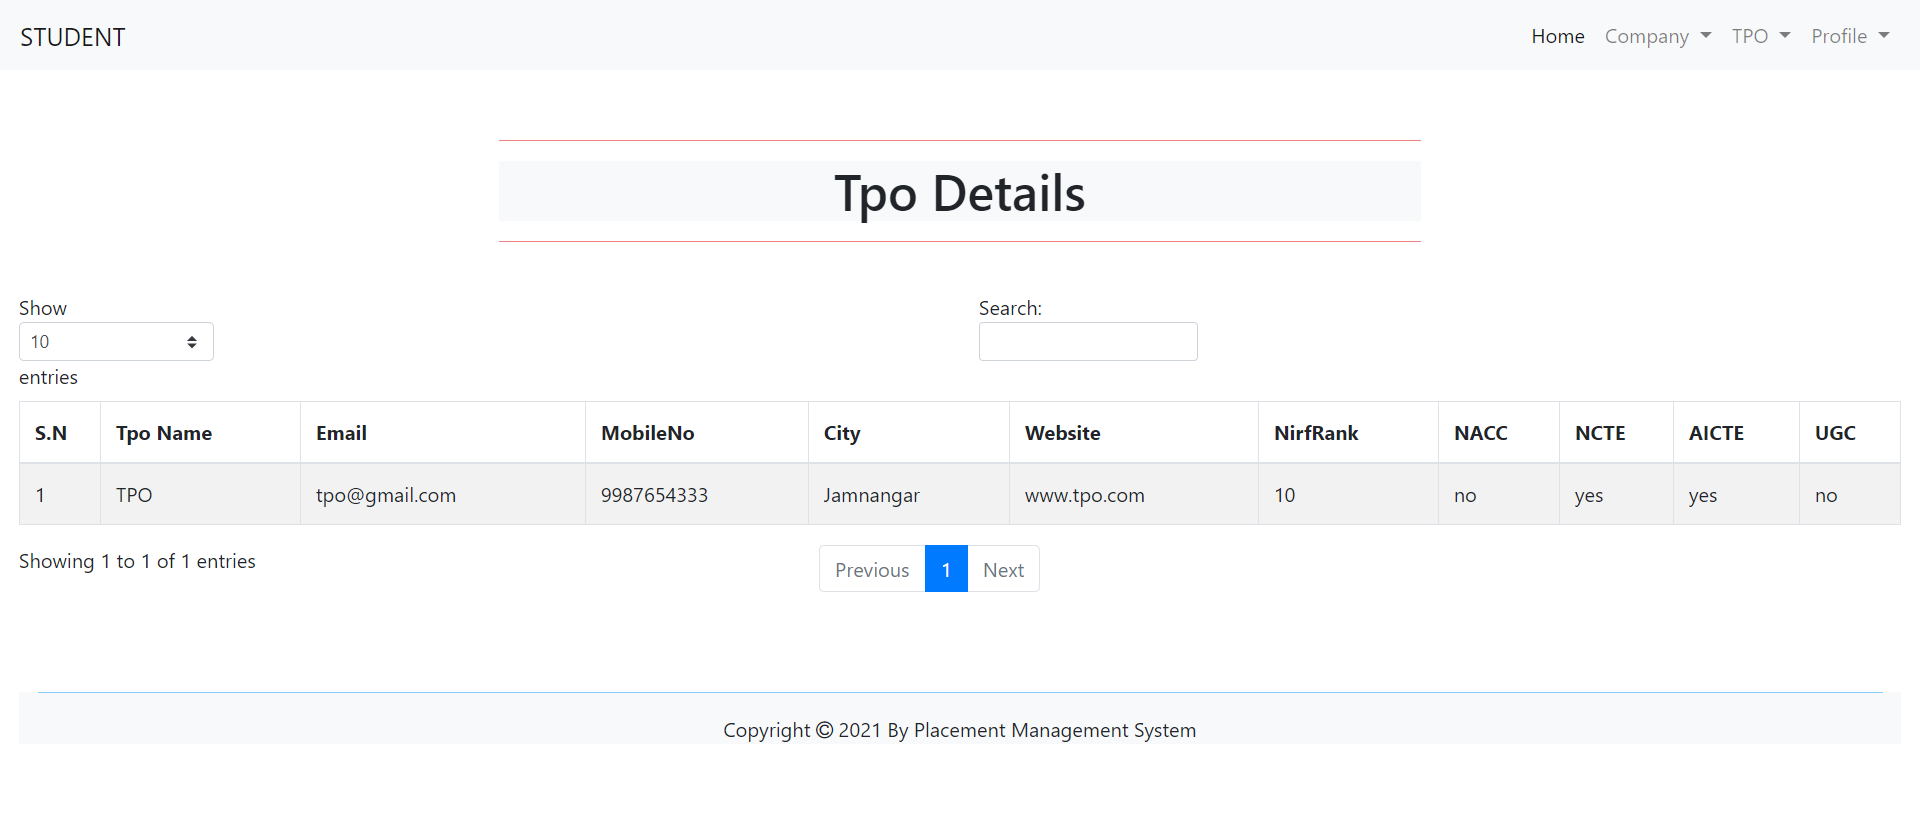 STUDENT Home Company TPO Profile
Tpo Details
Show Search:
10
entries
S.N Tpo Name Email MobileNo City Website NirfRank NACC NCTE AICTE UGC
1 TPO tpo@gmail.com 9987654333 Jamnangar www.tpo.com 10 no yes yes no
Showing 1 to 1 of 1 entries Previous 1 Next
Copyright © 2021 By Placement Management System